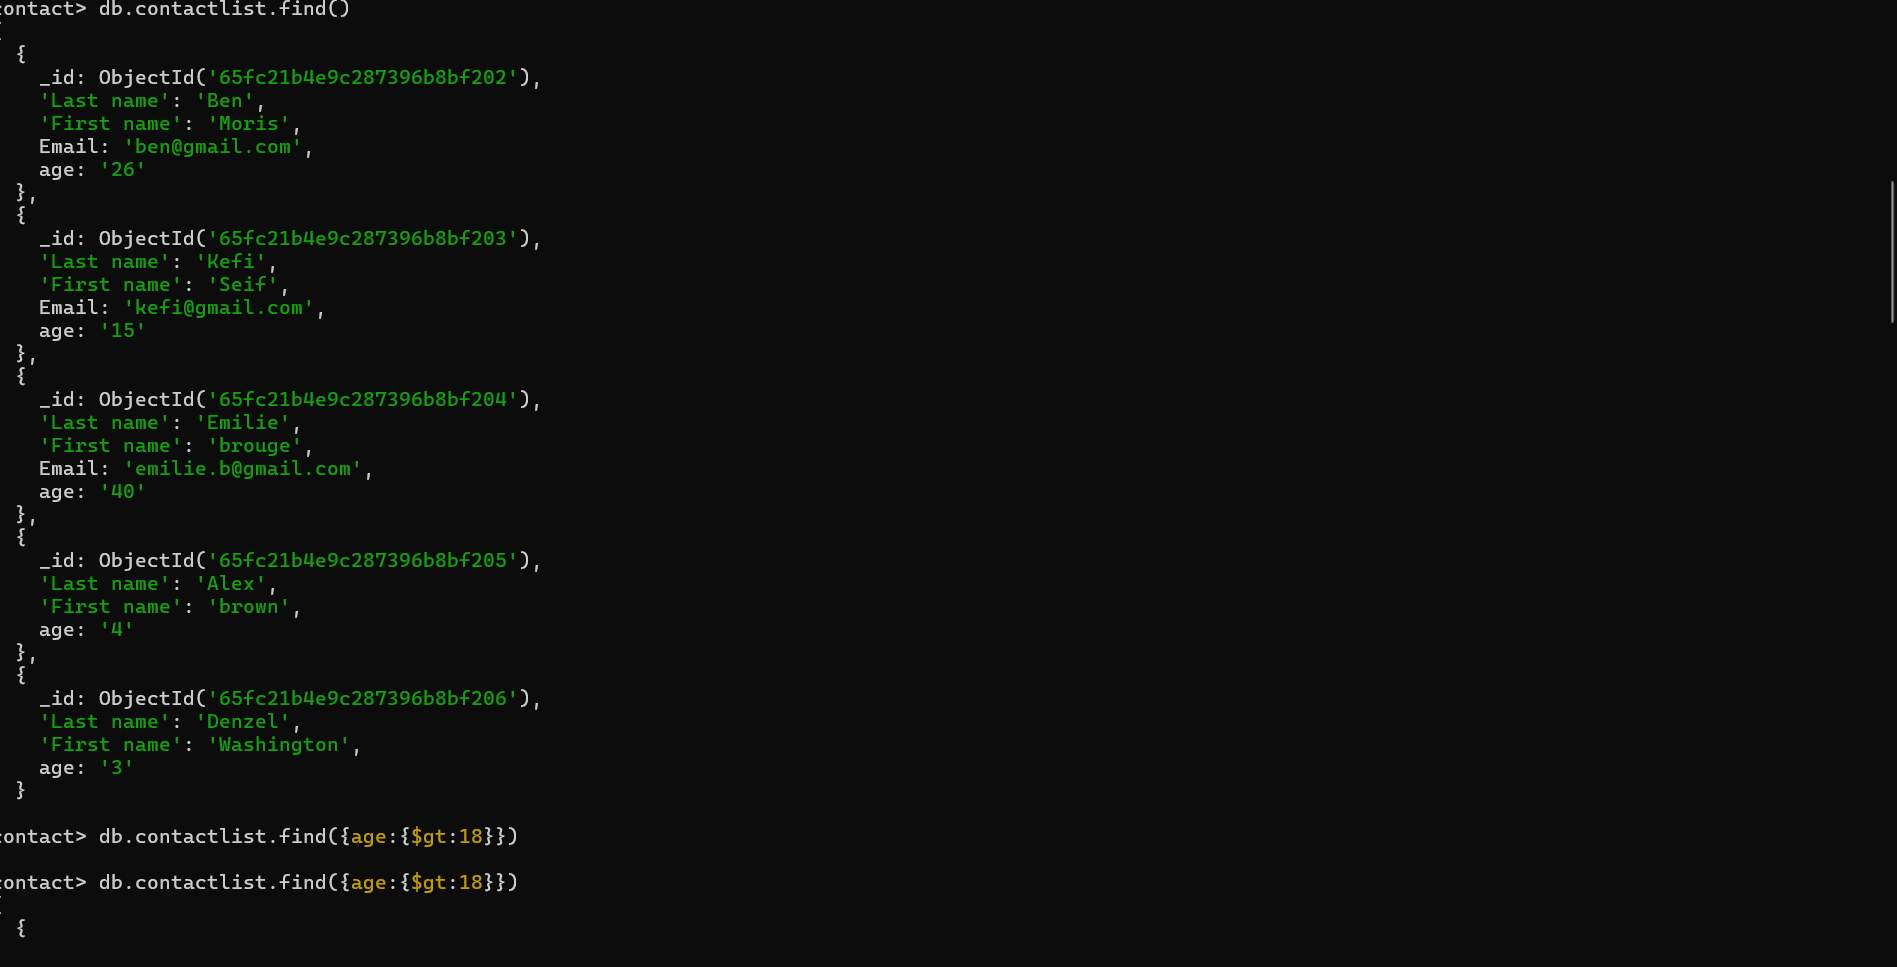 contact> db.contactlist.find()
[
  {
    _id: ObjectId('65fc21b4e9c287396b8bf202'),
    'Last name': 'Ben',
    'First name': 'Moris',
    Email: 'ben@gmail.com',
    age: '26'
  },
  {
    _id: ObjectId('65fc21b4e9c287396b8bf203'),
    'Last name': 'Kefi',
    'First name': 'Seif',
    Email: 'kefi@gmail.com',
    age: '15'
  },
  {
    _id: ObjectId('65fc21b4e9c287396b8bf204'),
    'Last name': 'Emilie',
    'First name': 'brouge',
    Email: 'emilie.b@gmail.com',
    age: '40'
  },
  {
    _id: ObjectId('65fc21b4e9c287396b8bf205'),
    'Last name': 'Alex',
    'First name': 'brown',
    age: '4'
  },
  {
    _id: ObjectId('65fc21b4e9c287396b8bf206'),
    'Last name': 'Denzel',
    'First name': 'Washington',
    age: '3'
  }
contact> db.contactlist.find({age:{$gt:18}})
contact> db.contactlist.find({age:{$gt:18}})
[
  {